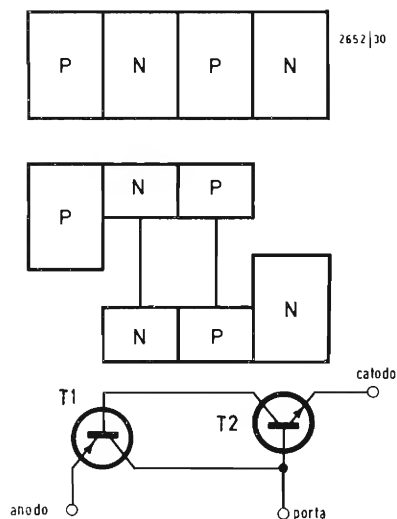 P N P N 2652|30
N P
P
N
N P
catodo
T1
T2
anodo
porta